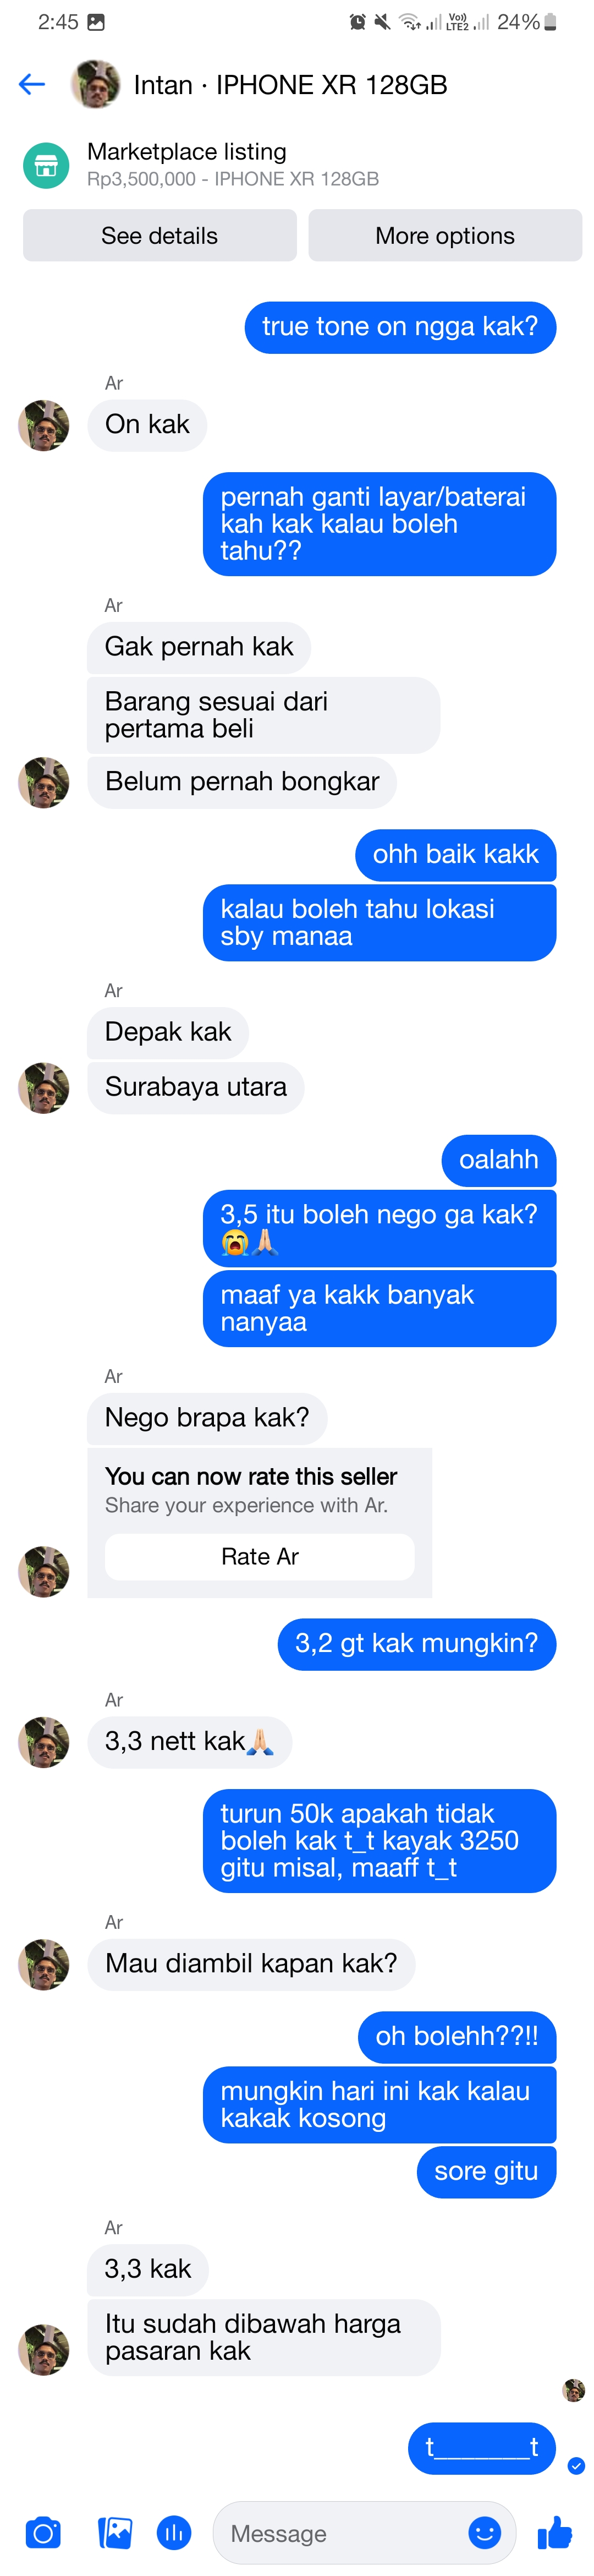 2:45
Vo))
LTE2
24%
Intan · IPHONE XR 128GB
Marketplace listing
Rp3,500,000 - IPHONE XR 128GB
See details
More options
true tone on ngga kak?
Ar
On kak
pernah ganti layar/baterai
kah kak kalau boleh
tahu??
Ar
Gak pernah kak
Barang sesuai dari
pertama beli
Belum pernah bongkar
ohh baik kakk
kalau boleh tahu lokasi
sby manaa
Ar
Depak kak
Surabaya utara
oalahh
3,5 itu boleh nego ga kak?
😭🙏🏻
maaf ya kakk banyak
nanyaa
Ar
Nego brapa kak?
You can now rate this seller
Share your experience with Ar.
Rate Ar
3,2 gt kak mungkin?
Ar
3,3 nett kak🙏🏻
turun 50k apakah tidak
boleh kak t_t kayak 3250
gitu misal, maaff t_t
Ar
Mau diambil kapan kak?
oh bolehh??!!
mungkin hari ini kak kalau
kakak kosong
sore gitu
Ar
3,3 kak
Itu sudah dibawah harga
pasaran kak
t_______t
Message